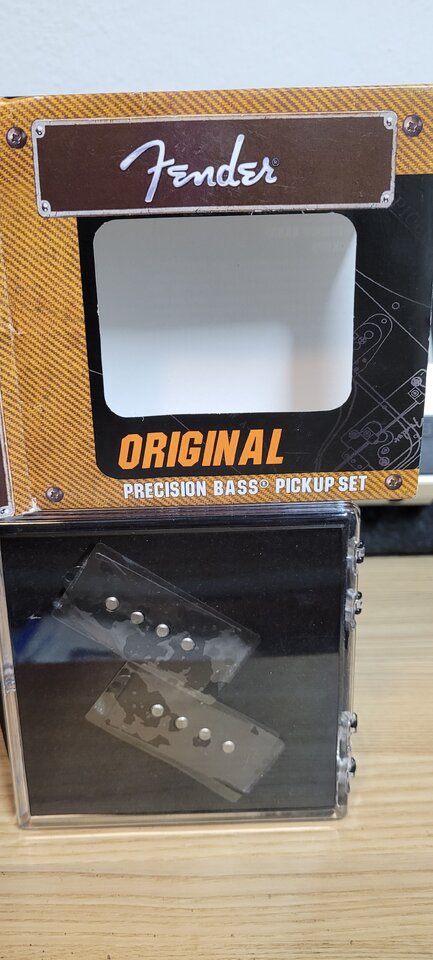 Fender®
ORIGINAL
PRECISION BASS® PICKUP SET